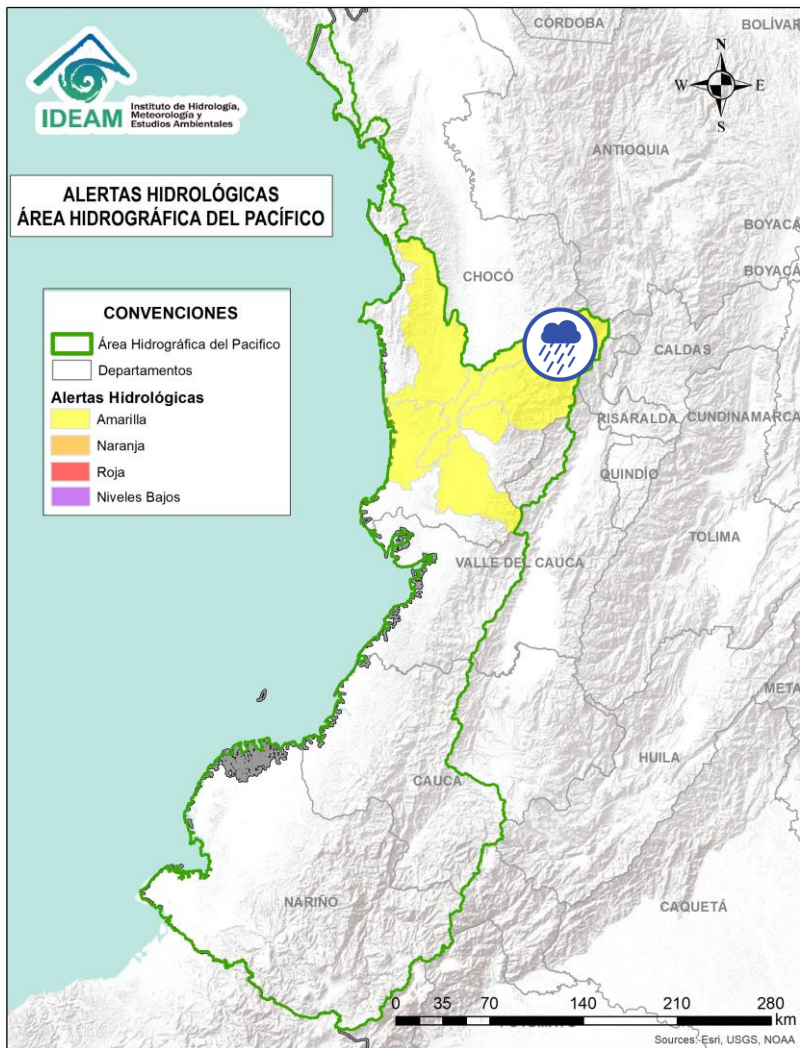 CÓRDOBA
BOLÍVAR
N
W
E
S
IDEAM
Instituto de Hidrología,
Meteorología y
Estudios Ambientales
ANTIOQUIA
ALERTAS HIDROLÓGICAS
ÁREA HIDROGRÁFICA DEL PACÍFICO
BOYACÁ
BOYACÁ
CHOCÓ
CONVENCIONES
Área Hidrográfica del Pacifico
Departamentos
Alertas Hidrológicas
Amarilla
Naranja
Roja
Niveles Bajos
CALDAS
RISARALDA
CUNDINAMARCA
QUINDÍO
TOLIMA
VALLE DEL CAUCA
META
HUILA
CAUCA
NARIÑO
CAQUETÁ
0 35 70 140 210 280
km
Sources: Esri, USGS, NOAA